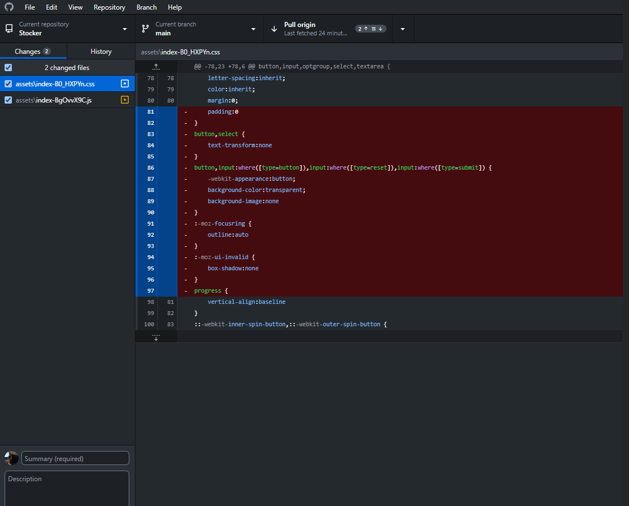 File Edit View Repository Branch Help
Current repository
Stocker
Current branch
main
Pull origin
Last fetched 24 minut...
2 ↑ 11 ↓
Changes 2
History
assets\index-80_HXPYn.css
2 changed files
assets\index-80_HXPYn.css
assets\index-BgOvvX9C.js
@@ -78,23 +78,6 @@ button,input,optgroup,select,textarea {
78 78 letter-spacing:inherit;
79 79 color:inherit;
80 80 margin:0;
81 - padding:0
82 - }
83 - button,select {
84 - text-transform:none
85 - }
86 - button,input:where([type=button]),input:where([type=reset]),input:where([type=submit]) {
87 - -webkit-appearance:button;
88 - background-color:transparent;
89 - background-image:none
90 - }
91 - :-moz-focusring {
92 - outline:auto
93 - }
94 - :-moz-ui-invalid {
95 - box-shadow:none
96 - }
97 - progress {
98 81 vertical-align:baseline
99 82 }
100 83 ::-webkit-inner-spin-button,::-webkit-outer-spin-button {
Summary (required)
Description